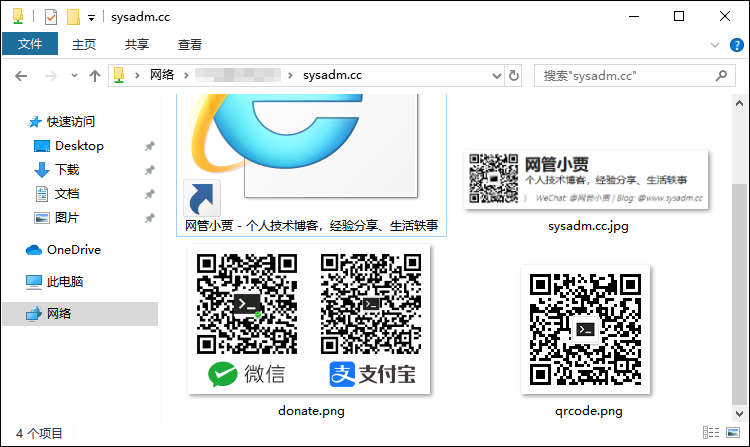 sysadm.cc
文件 主页 共享 查看
网络 sysadm.cc 搜索"sysadm.cc"
快速访问
Desktop
下载
文档
图片
OneDrive
此电脑
网络
网管小贾 - 个人技术博客，经验分享、生活轶事
网管小贾
个人技术博客，经验分享、生活轶事
WeChat: @网管小贾 | Blog: @www.sysadm.cc
sysadm.cc.jpg
微信 支付宝
donate.png
qrcode.png
4 个项目